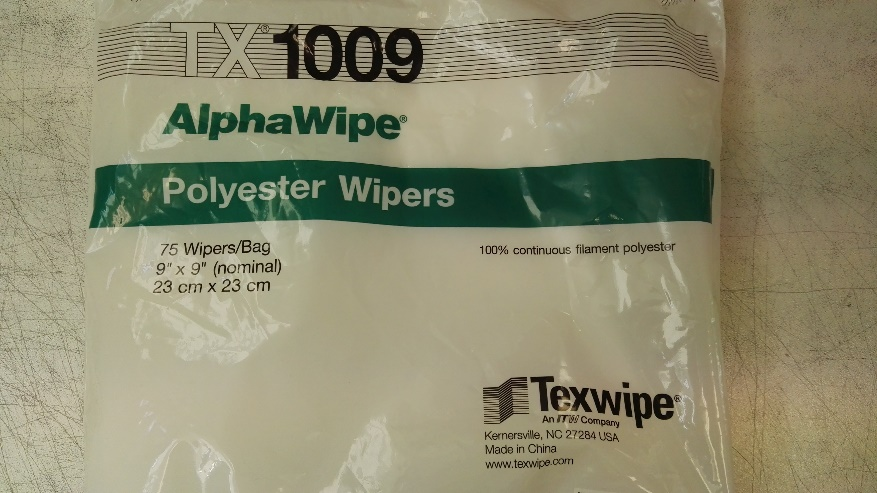 TX® 1009
AlphaWipe®
Polyester Wipers
75 Wipers/Bag
9" x 9" (nominal)
23 cm x 23 cm
100% continuous filament polyester
Texwipe®
An ITW Company
Kernersville, NC 27284 USA
Made in China
www.texwipe.com